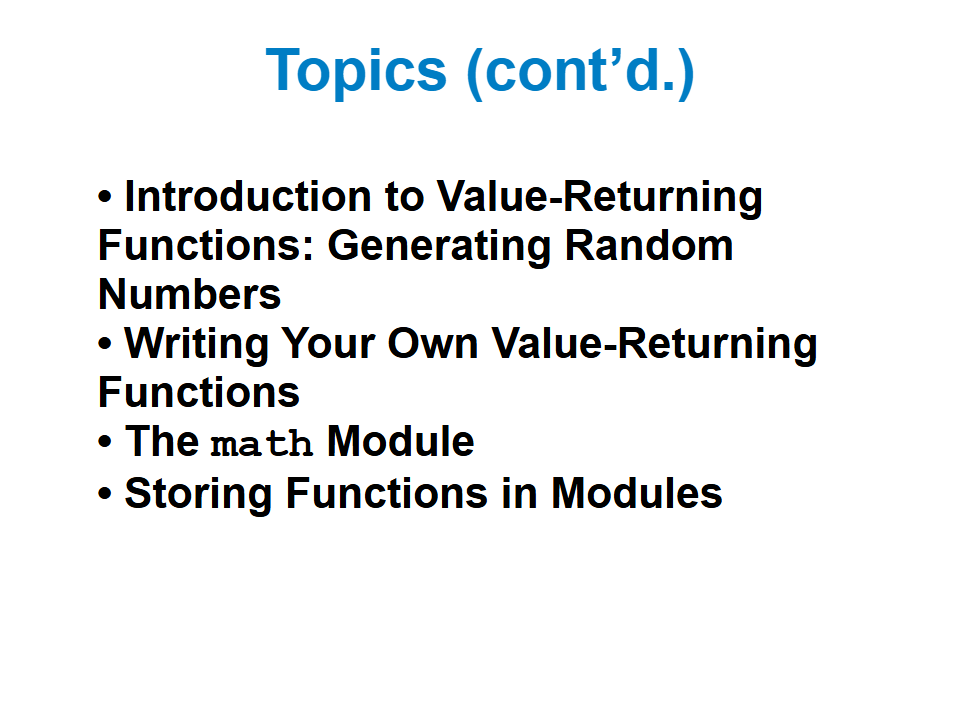 Topics (cont’d.)
• Introduction to Value-Returning
Functions: Generating Random
Numbers
• Writing Your Own Value-Returning
Functions
• The math Module
• Storing Functions in Modules